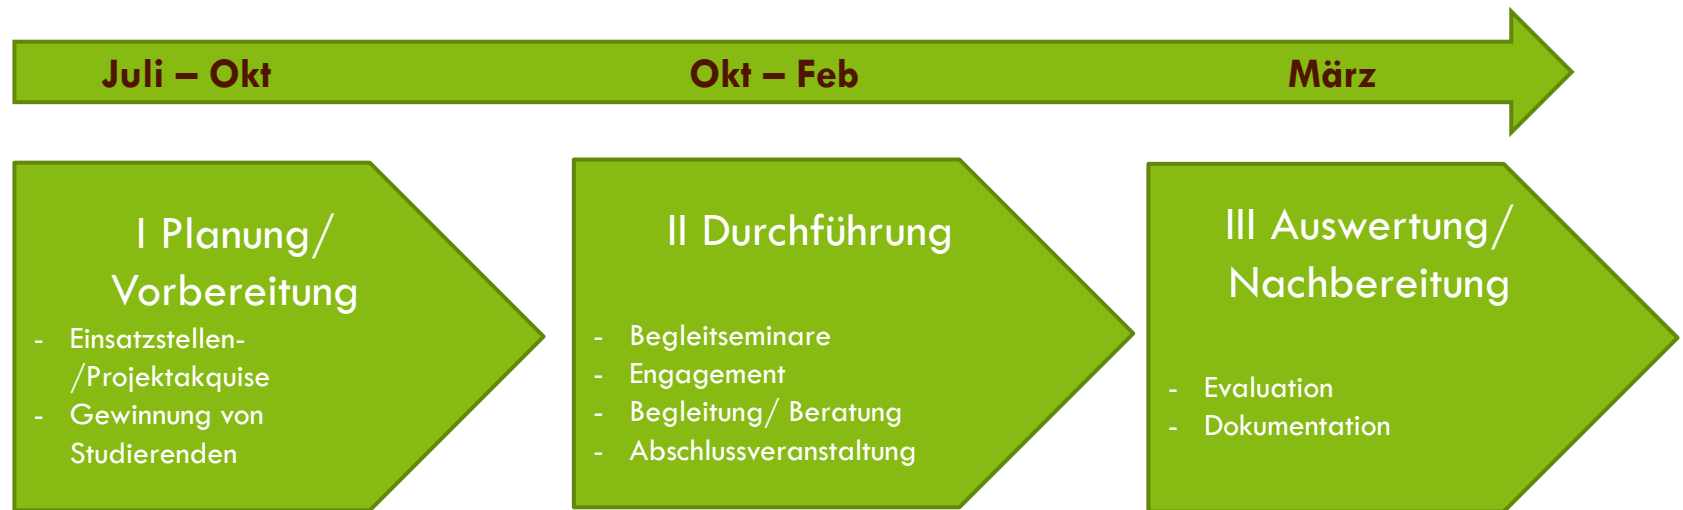 Juli – Okt
Okt – Feb
März
I Planung/
Vorbereitung
- Einsatzstellen-
/Projektakquise
- Gewinnung von
Studierenden
II Durchführung
- Begleitseminare
- Engagement
- Begleitung/ Beratung
- Abschlussveranstaltung
III Auswertung/
Nachbereitung
- Evaluation
- Dokumentation